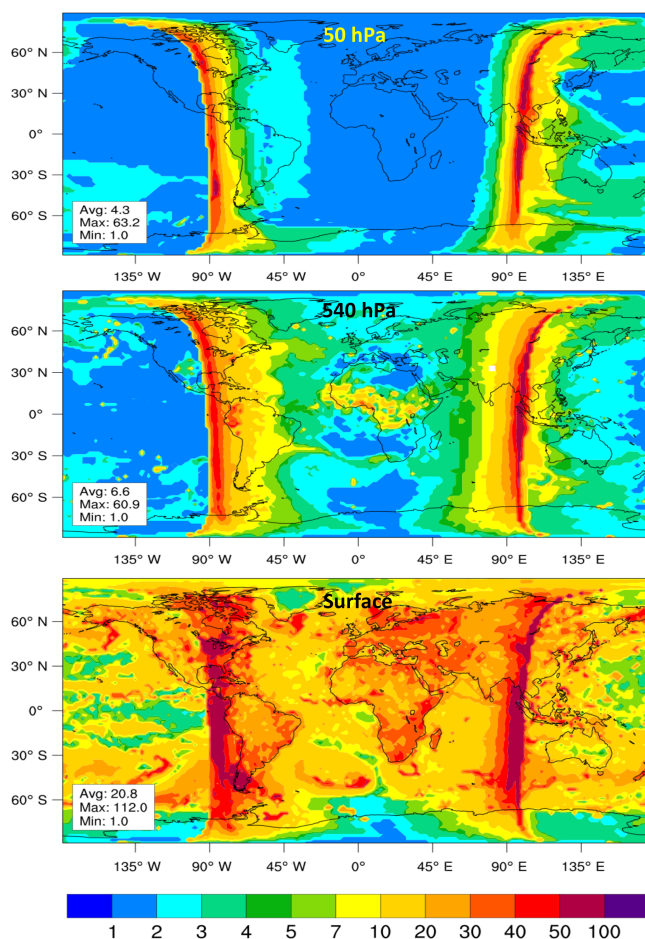 50 hPa
60° N
30° N
0°
30° S
60° S
Avg: 4.3
Max: 63.2
Min: 1.0
135° W 90° W 45° W 0° 45° E 90° E 135° E
540 hPa
60° N
30° N
0°
30° S
60° S
Avg: 6.6
Max: 60.9
Min: 1.0
135° W 90° W 45° W 0° 45° E 90° E 135° E
Surface
60° N
30° N
0°
30° S
60° S
Avg: 20.8
Max: 112.0
Min: 1.0
135° W 90° W 45° W 0° 45° E 90° E 135° E
1 2 3 4 5 7 10 20 30 40 50 100